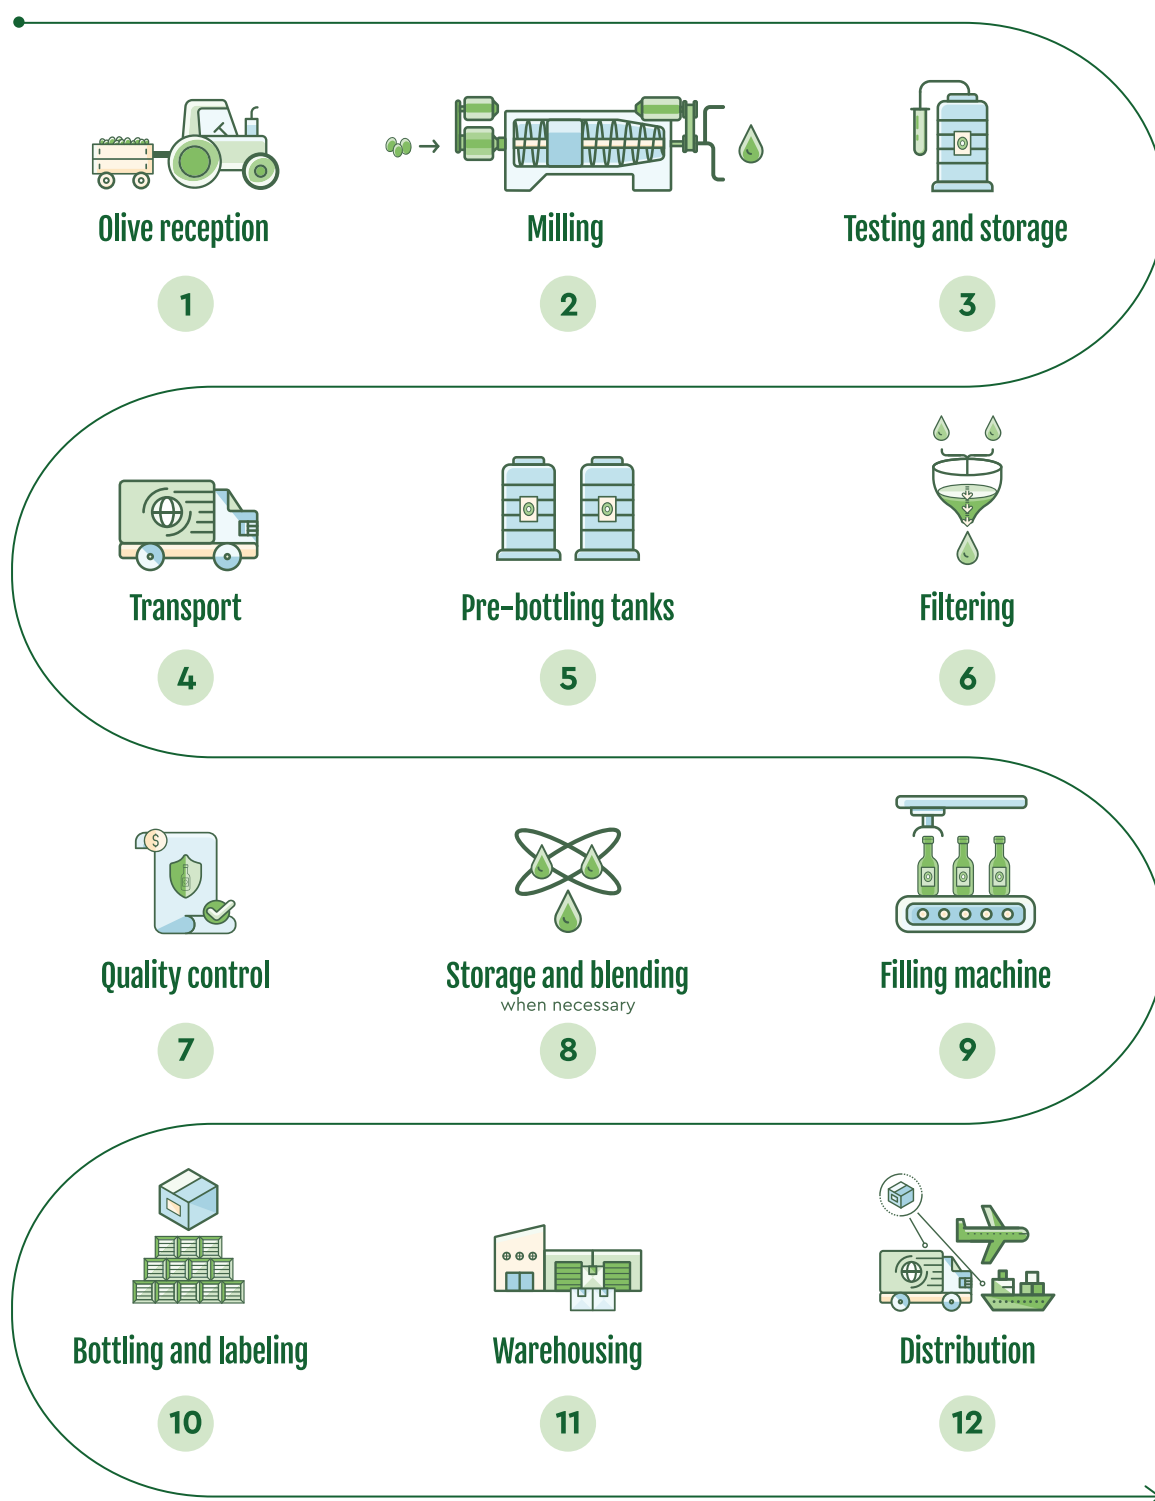 Olive reception
Milling
Testing and storage
1
2
3
Transport
Pre-bottling tanks
Filtering
4
5
6
$
Quality control
Storage and blending
when necessary
Filling machine
7
8
9
Bottling and labeling
Warehousing
Distribution
10
11
12